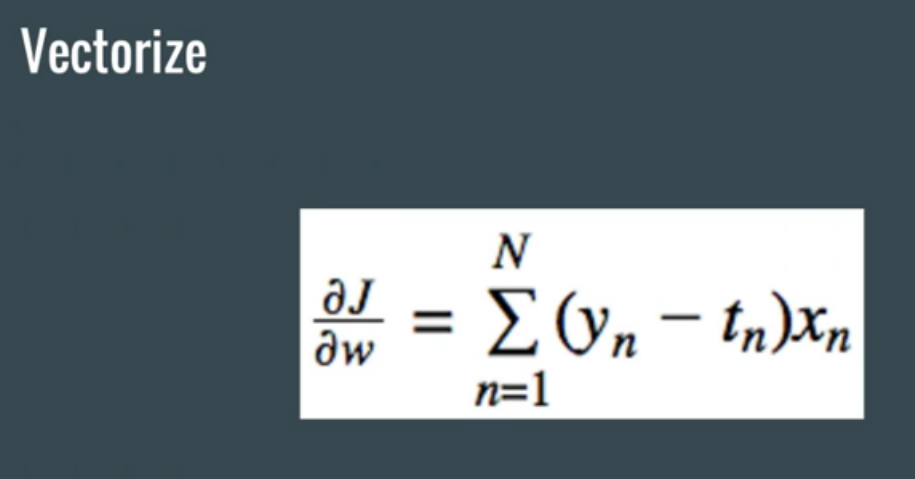 Vectorize
∂J/∂w = ∑_{n=1}^{N} (y_n − t_n)x_n